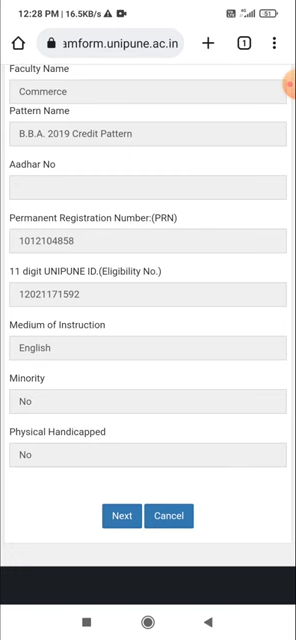 12:28 PM | 16.5KB/s
51
amform.unipune.ac.in
1
Faculty Name
Commerce
Pattern Name
B.B.A. 2019 Credit Pattern
Aadhar No
Permanent Registration Number:(PRN)
1012104858
11 digit UNIPUNE ID.(Eligibility No.)
12021171592
Medium of Instruction
English
Minority
No
Physical Handicapped
No
Next
Cancel